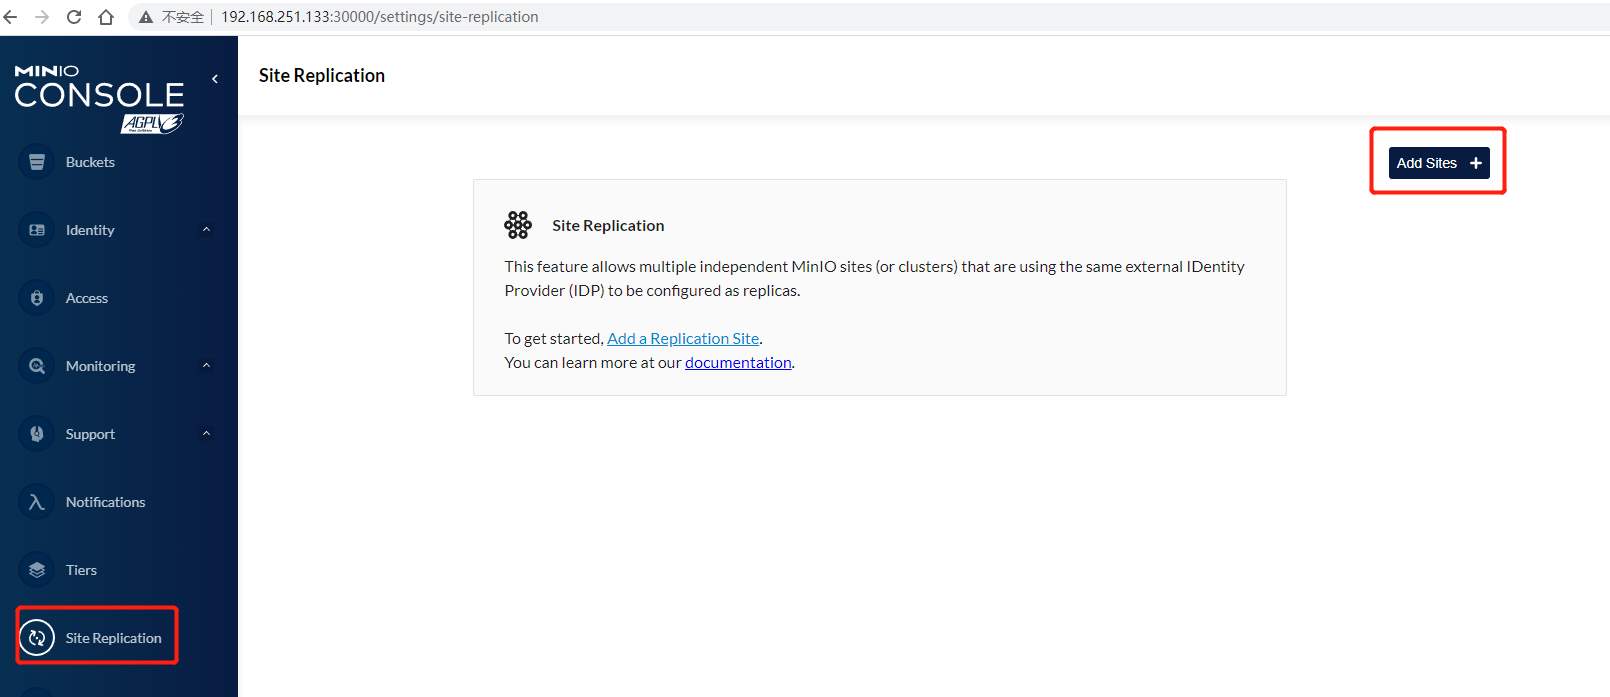 不安全 192.168.251.133:30000/settings/site-replication
MINIO
CONSOLE
AGPL
Site Replication
Buckets
Identity
Access
Monitoring
Support
Notifications
Tiers
Site Replication
Add Sites +
Site Replication
This feature allows multiple independent MinIO sites (or clusters) that are using the same external IDentity
Provider (IDP) to be configured as replicas.
To get started, Add a Replication Site.
You can learn more at our documentation.